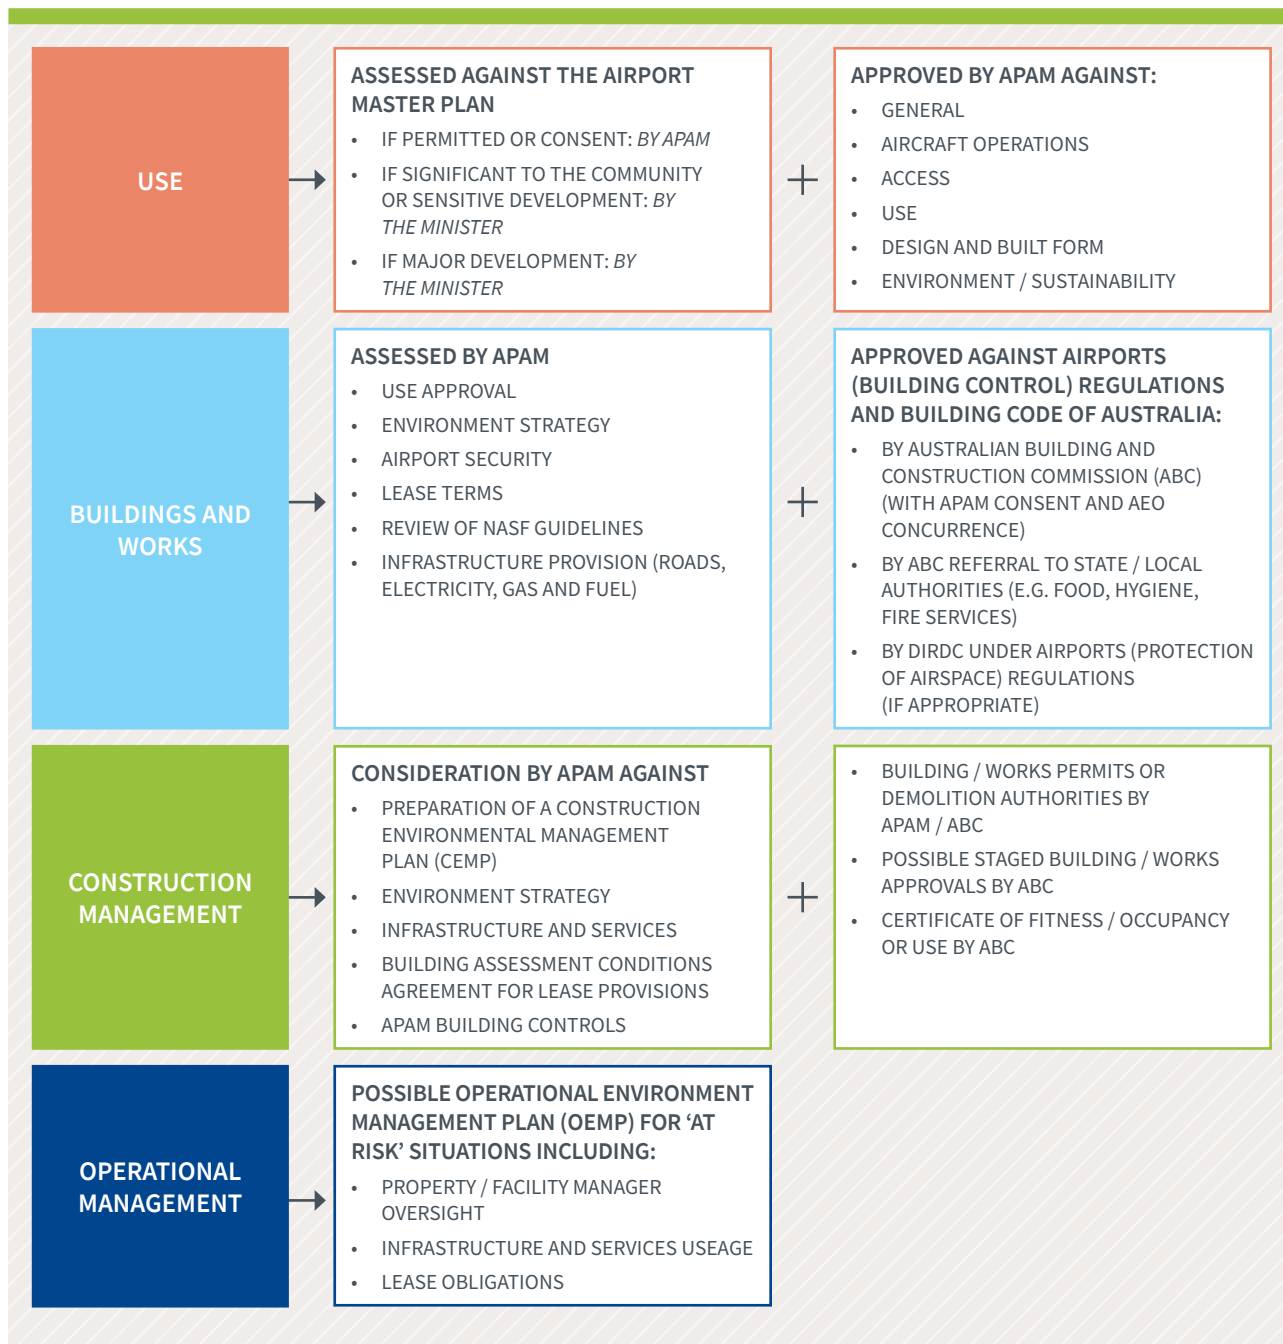 USE
ASSESSED AGAINST THE AIRPORT
MASTER PLAN
• IF PERMITTED OR CONSENT: BY APAM
• IF SIGNIFICANT TO THE COMMUNITY
OR SENSITIVE DEVELOPMENT: BY
THE MINISTER
• IF MAJOR DEVELOPMENT: BY
THE MINISTER
+
APPROVED BY APAM AGAINST:
• GENERAL
• AIRCRAFT OPERATIONS
• ACCESS
• USE
• DESIGN AND BUILT FORM
• ENVIRONMENT / SUSTAINABILITY
BUILDINGS AND
WORKS
ASSESSED BY APAM
• USE APPROVAL
• ENVIRONMENT STRATEGY
• AIRPORT SECURITY
• LEASE TERMS
• REVIEW OF NASF GUIDELINES
• INFRASTRUCTURE PROVISION (ROADS,
ELECTRICITY, GAS AND FUEL)
+
APPROVED AGAINST AIRPORTS
(BUILDING CONTROL) REGULATIONS
AND BUILDING CODE OF AUSTRALIA:
• BY AUSTRALIAN BUILDING AND
CONSTRUCTION COMMISSION (ABC)
(WITH APAM CONSENT AND AEO
CONCURRENCE)
• BY ABC REFERRAL TO STATE / LOCAL
AUTHORITIES (E.G. FOOD, HYGIENE,
FIRE SERVICES)
• BY DIRDC UNDER AIRPORTS (PROTECTION
OF AIRSPACE) REGULATIONS
(IF APPROPRIATE)
CONSTRUCTION
MANAGEMENT
CONSIDERATION BY APAM AGAINST
• PREPARATION OF A CONSTRUCTION
ENVIRONMENTAL MANAGEMENT
PLAN (CEMP)
• ENVIRONMENT STRATEGY
• INFRASTRUCTURE AND SERVICES
• BUILDING ASSESSMENT CONDITIONS
AGREEMENT FOR LEASE PROVISIONS
• APAM BUILDING CONTROLS
+
• BUILDING / WORKS PERMITS OR
DEMOLITION AUTHORITIES BY
APAM / ABC
• POSSIBLE STAGED BUILDING / WORKS
APPROVALS BY ABC
• CERTIFICATE OF FITNESS / OCCUPANCY
OR USE BY ABC
OPERATIONAL
MANAGEMENT
POSSIBLE OPERATIONAL ENVIRONMENT
MANAGEMENT PLAN (OEMP) FOR ‘AT
RISK’ SITUATIONS INCLUDING:
• PROPERTY / FACILITY MANAGER
OVERSIGHT
• INFRASTRUCTURE AND SERVICES USEAGE
• LEASE OBLIGATIONS